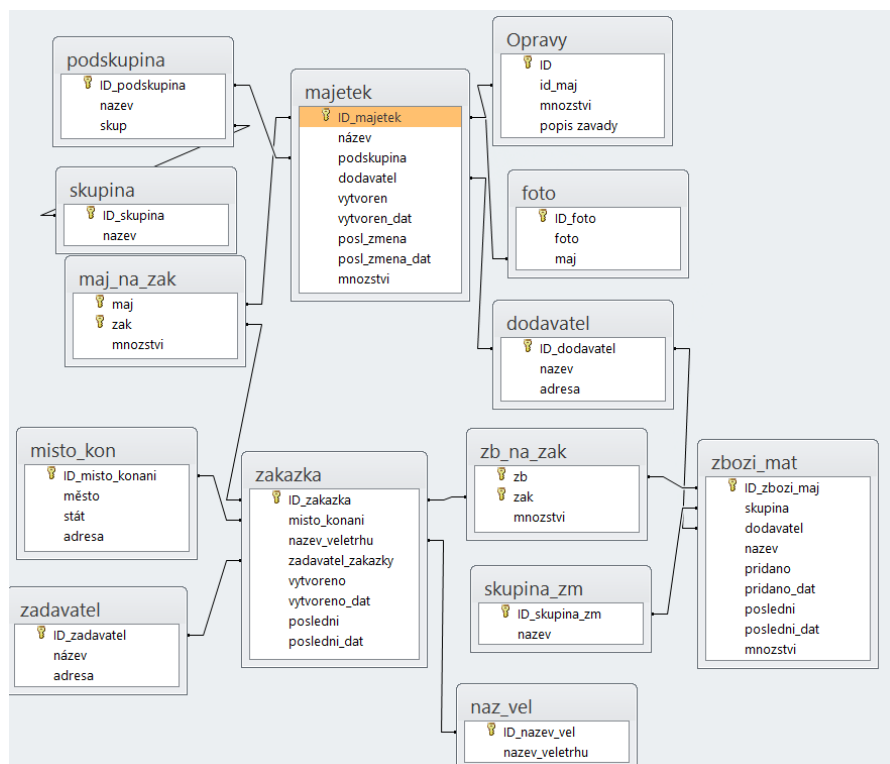 podskupina
ID_podskupina
nazev
skup
skupina
ID_skupina
nazev
maj_na_zak
maj
zak
mnozstvi
majetek
ID_majetek
název
podskupina
dodavatel
vytvoren
vytvoren_dat
posl_zmena
posl_zmena_dat
mnozstvi
Opravy
ID
id_maj
mnozstvi
popis zavady
foto
ID_foto
foto
maj
dodavatel
ID_dodavatel
nazev
adresa
misto_kon
ID_misto_konani
město
stát
adresa
zadavatel
ID_zadavatel
název
adresa
zakazka
ID_zakazka
misto_konani
nazev_veletrhu
zadavatel_zakazky
vytvoreno
vytvoreno_dat
posledni
posledni_dat
zb_na_zak
zb
zak
mnozstvi
skupina_zm
ID_skupina_zm
nazev
naz_vel
ID_nazev_vel
nazev_veletrhu
zbozi_mat
ID_zbozi_maj
skupina
dodavatel
nazev
pridano
pridano_dat
posledni
posledni_dat
mnozstvi